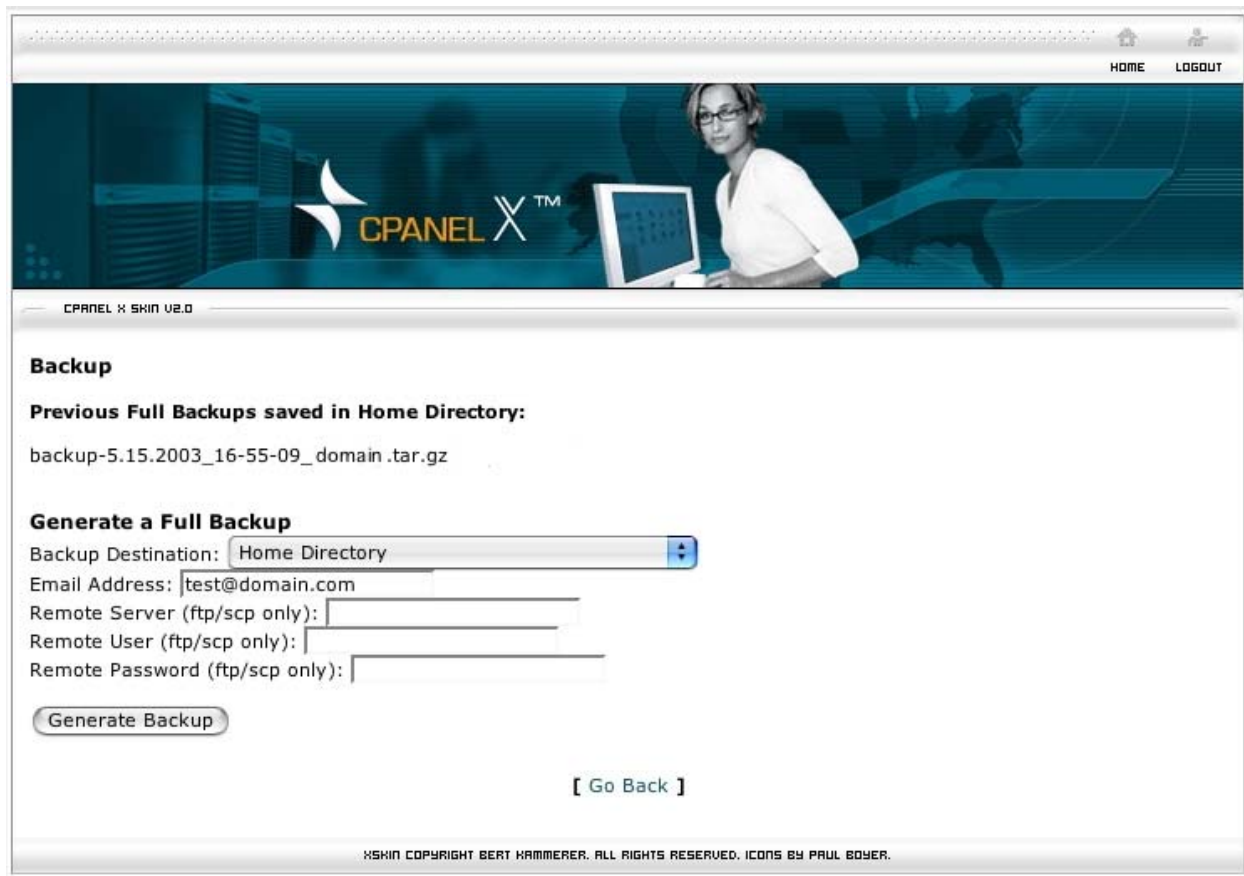 HOME LOGOUT
CPANEL X ™
CPANEL X SKIN V2.0
Backup
Previous Full Backups saved in Home Directory:
backup-5.15.2003_16-55-09_ domain .tar.gz
Generate a Full Backup
Backup Destination: Home Directory
Email Address: test@domain.com
Remote Server (ftp/scp only):
Remote User (ftp/scp only):
Remote Password (ftp/scp only):
Generate Backup
[ Go Back ]
XSKIN COPYRIGHT BERT KAMMERER. ALL RIGHTS RESERVED. ICONS BY PAUL BOYER.